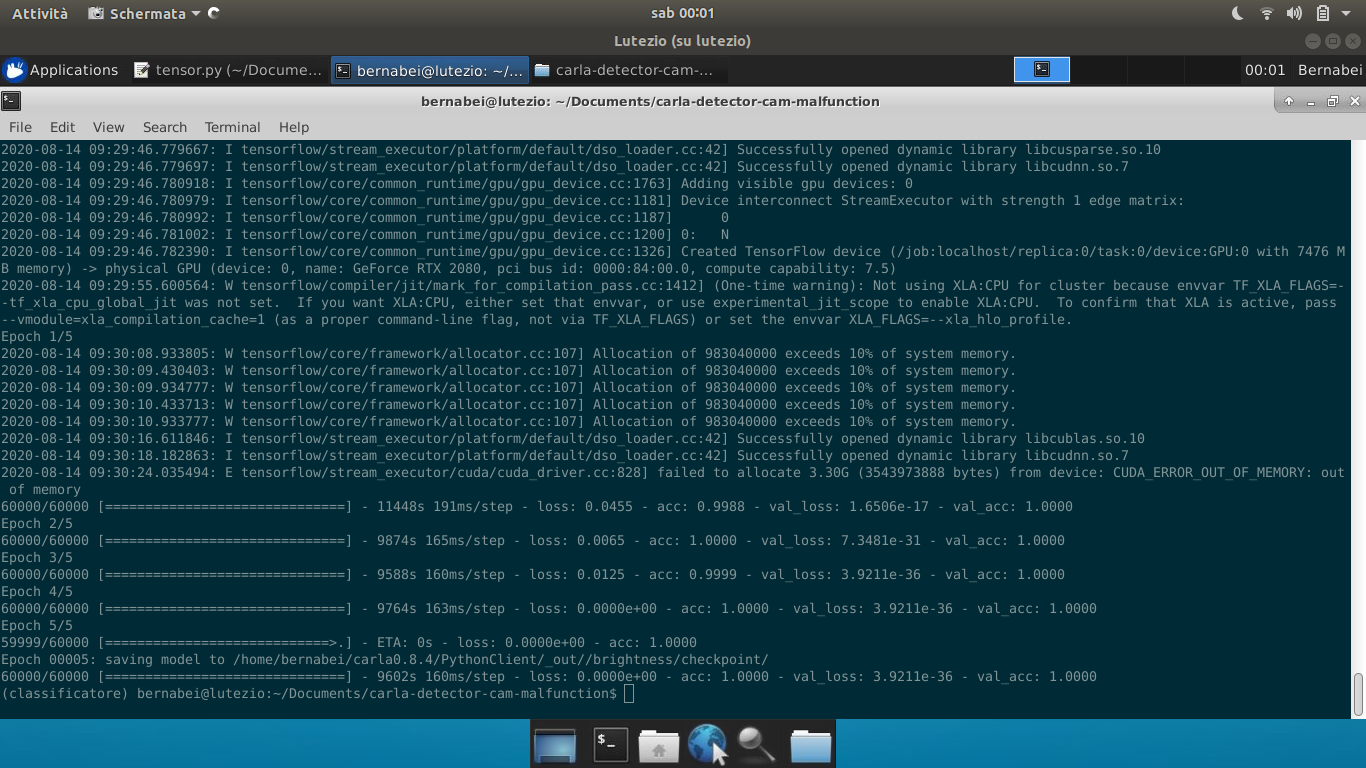 Attività Schermata sab 00:01
Lutezio (su lutezio)
Applications tensor.py (~/Docume... bernabei@lutezio: ~/... carla-detector-cam-... 00:01 Bernabei
bernabei@lutezio: ~/Documents/carla-detector-cam-malfunction
File Edit View Search Terminal Help
2020-08-14 09:29:46.779667: I tensorflow/stream_executor/platform/default/dso_loader.cc:42] Successfully opened dynamic library libcusparse.so.10
2020-08-14 09:29:46.779697: I tensorflow/stream_executor/platform/default/dso_loader.cc:42] Successfully opened dynamic library libcudnn.so.7
2020-08-14 09:29:46.780918: I tensorflow/core/common_runtime/gpu/gpu_device.cc:1763] Adding visible gpu devices: 0
2020-08-14 09:29:46.780979: I tensorflow/core/common_runtime/gpu/gpu_device.cc:1181] Device interconnect StreamExecutor with strength 1 edge matrix:
2020-08-14 09:29:46.780992: I tensorflow/core/common_runtime/gpu/gpu_device.cc:1187]      0
2020-08-14 09:29:46.781002: I tensorflow/core/common_runtime/gpu/gpu_device.cc:1200] 0:   N
2020-08-14 09:29:46.782390: I tensorflow/core/common_runtime/gpu/gpu_device.cc:1326] Created TensorFlow device (/job:localhost/replica:0/task:0/device:GPU:0 with 7476 M
B memory) -> physical GPU (device: 0, name: GeForce RTX 2080, pci bus id: 0000:84:00.0, compute capability: 7.5)
2020-08-14 09:29:55.600564: W tensorflow/compiler/jit/mark_for_compilation_pass.cc:1412] (One-time warning): Not using XLA:CPU for cluster because envvar TF_XLA_FLAGS=-
-tf_xla_cpu_global_jit was not set.  If you want XLA:CPU, either set that envvar, or use experimental_jit_scope to enable XLA:CPU.  To confirm that XLA is active, pass
--vmodule=xla_compilation_cache=1 (as a proper command-line flag, not via TF_XLA_FLAGS) or set the envvar XLA_FLAGS=--xla_hlo_profile.
Epoch 1/5
2020-08-14 09:30:08.933805: W tensorflow/core/framework/allocator.cc:107] Allocation of 983040000 exceeds 10% of system memory.
2020-08-14 09:30:09.430403: W tensorflow/core/framework/allocator.cc:107] Allocation of 983040000 exceeds 10% of system memory.
2020-08-14 09:30:09.934777: W tensorflow/core/framework/allocator.cc:107] Allocation of 983040000 exceeds 10% of system memory.
2020-08-14 09:30:10.433713: W tensorflow/core/framework/allocator.cc:107] Allocation of 983040000 exceeds 10% of system memory.
2020-08-14 09:30:10.933777: W tensorflow/core/framework/allocator.cc:107] Allocation of 983040000 exceeds 10% of system memory.
2020-08-14 09:30:16.611846: I tensorflow/stream_executor/platform/default/dso_loader.cc:42] Successfully opened dynamic library libcublas.so.10
2020-08-14 09:30:18.182863: I tensorflow/stream_executor/platform/default/dso_loader.cc:42] Successfully opened dynamic library libcudnn.so.7
2020-08-14 09:30:24.035494: E tensorflow/stream_executor/cuda/cuda_driver.cc:828] failed to allocate 3.30G (3543973888 bytes) from device: CUDA_ERROR_OUT_OF_MEMORY: out
 of memory
60000/60000 [==============================] - 11448s 191ms/step - loss: 0.0455 - acc: 0.9988 - val_loss: 1.6506e-17 - val_acc: 1.0000
Epoch 2/5
60000/60000 [==============================] - 9874s 165ms/step - loss: 0.0065 - acc: 1.0000 - val_loss: 7.3481e-31 - val_acc: 1.0000
Epoch 3/5
60000/60000 [==============================] - 9588s 160ms/step - loss: 0.0125 - acc: 0.9999 - val_loss: 3.9211e-36 - val_acc: 1.0000
Epoch 4/5
60000/60000 [==============================] - 9764s 163ms/step - loss: 0.0000e+00 - acc: 1.0000 - val_loss: 3.9211e-36 - val_acc: 1.0000
Epoch 5/5
59999/60000 [============================>.] - ETA: 0s - loss: 0.0000e+00 - acc: 1.0000
Epoch 00005: saving model to /home/bernabei/carla0.8.4/PythonClient/_out//brightness/checkpoint/
60000/60000 [==============================] - 9602s 160ms/step - loss: 0.0000e+00 - acc: 1.0000 - val_loss: 3.9211e-36 - val_acc: 1.0000
(classificatore) bernabei@lutezio:~/Documents/carla-detector-cam-malfunction$